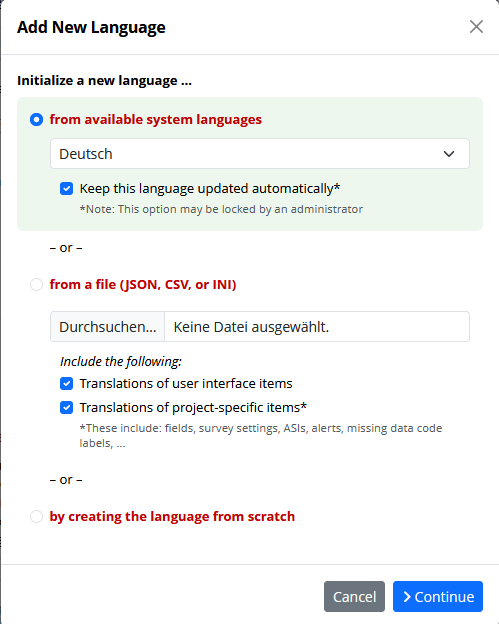 Add New Language
Initialize a new language ...
from available system languages
Deutsch
Keep this language updated automatically*
*Note: This option may be locked by an administrator
– or –
from a file (JSON, CSV, or INI)
Durchsuchen... Keine Datei ausgewählt.
Include the following:
Translations of user interface items
Translations of project-specific items*
*These include: fields, survey settings, ASIs, alerts, missing data code
labels, ...
– or –
by creating the language from scratch
Cancel Continue